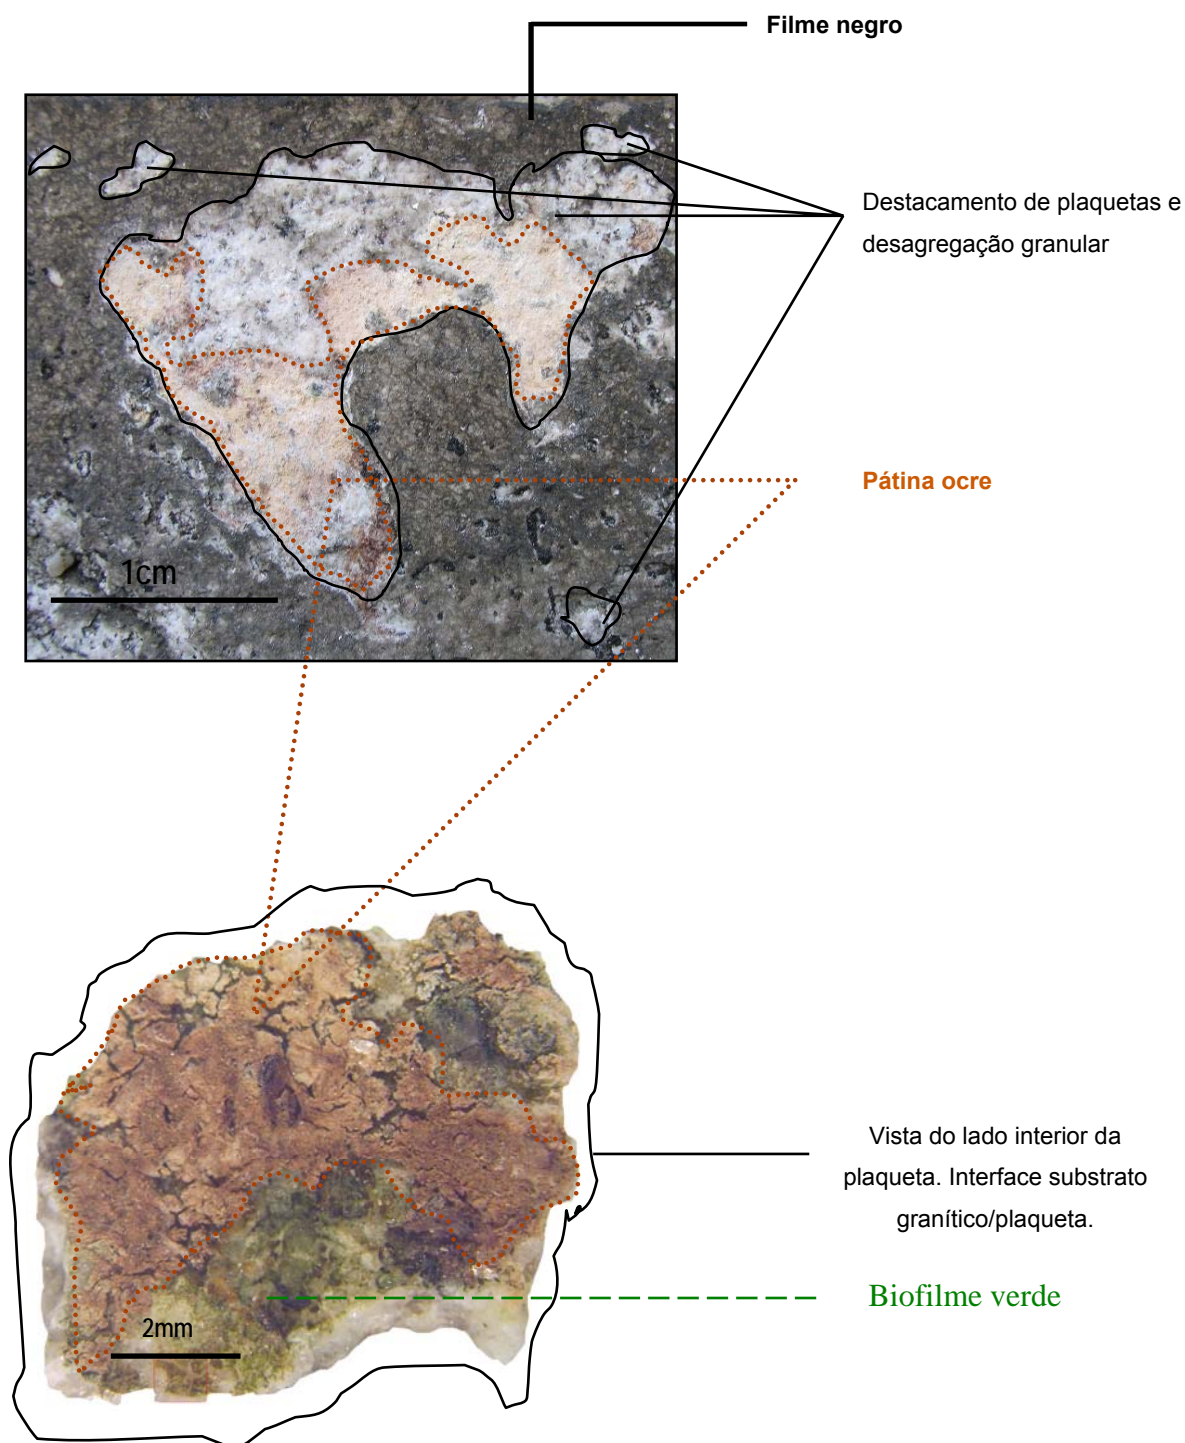 Filme negro
Destacamento de plaquetas e
desagregação granular
Pátina ocre
1cm
Vista do lado interior da
plaqueta. Interface substrato
granítico/plaqueta.
Biofilme verde
2mm